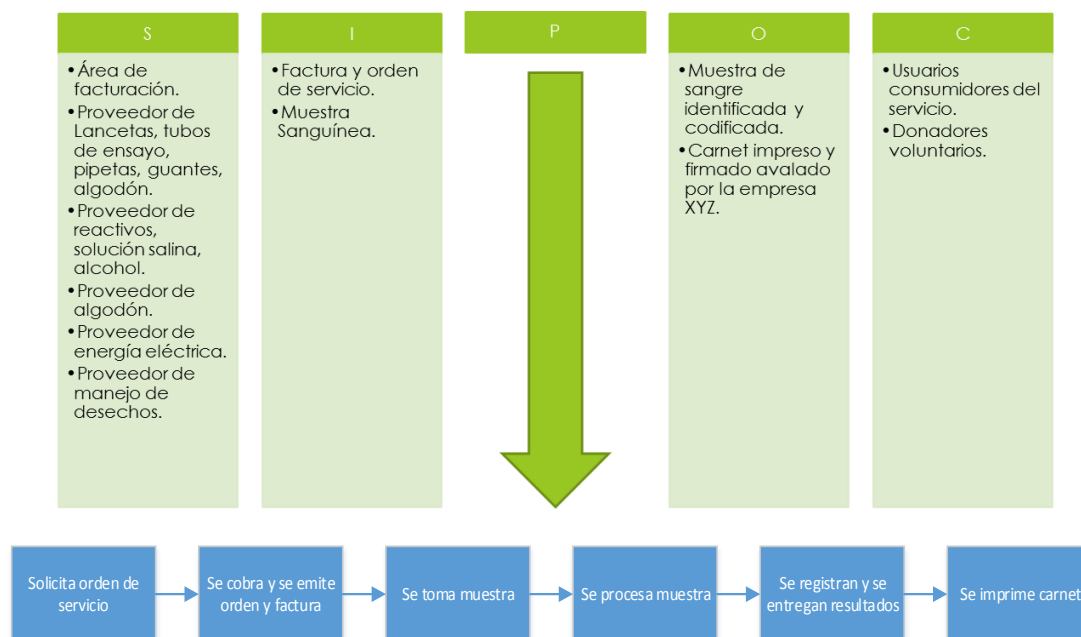 S
•Área de
facturación.
•Proveedor de
Lancetas, tubos
de ensayo,
pipetas, guantes,
algodón.
•Proveedor de
reactivos,
solución salina,
alcohol.
•Proveedor de
algodón.
•Proveedor de
energía eléctrica.
•Proveedor de
manejo de
desechos.
I
•Factura y orden
de servicio.
•Muestra
Sanguínea.
P
O
•Muestra de
sangre
identificada y
codificada.
•Carnet impreso y
firmado avalado
por la empresa
XYZ.
C
•Usuarios
consumidores del
servicio.
•Donadores
voluntarios.
Solicita orden de
servicio
Se cobra y se emite
orden y factura
Se toma muestra
Se procesa muestra
Se registran y se
entregan resultados
Se imprime carnet